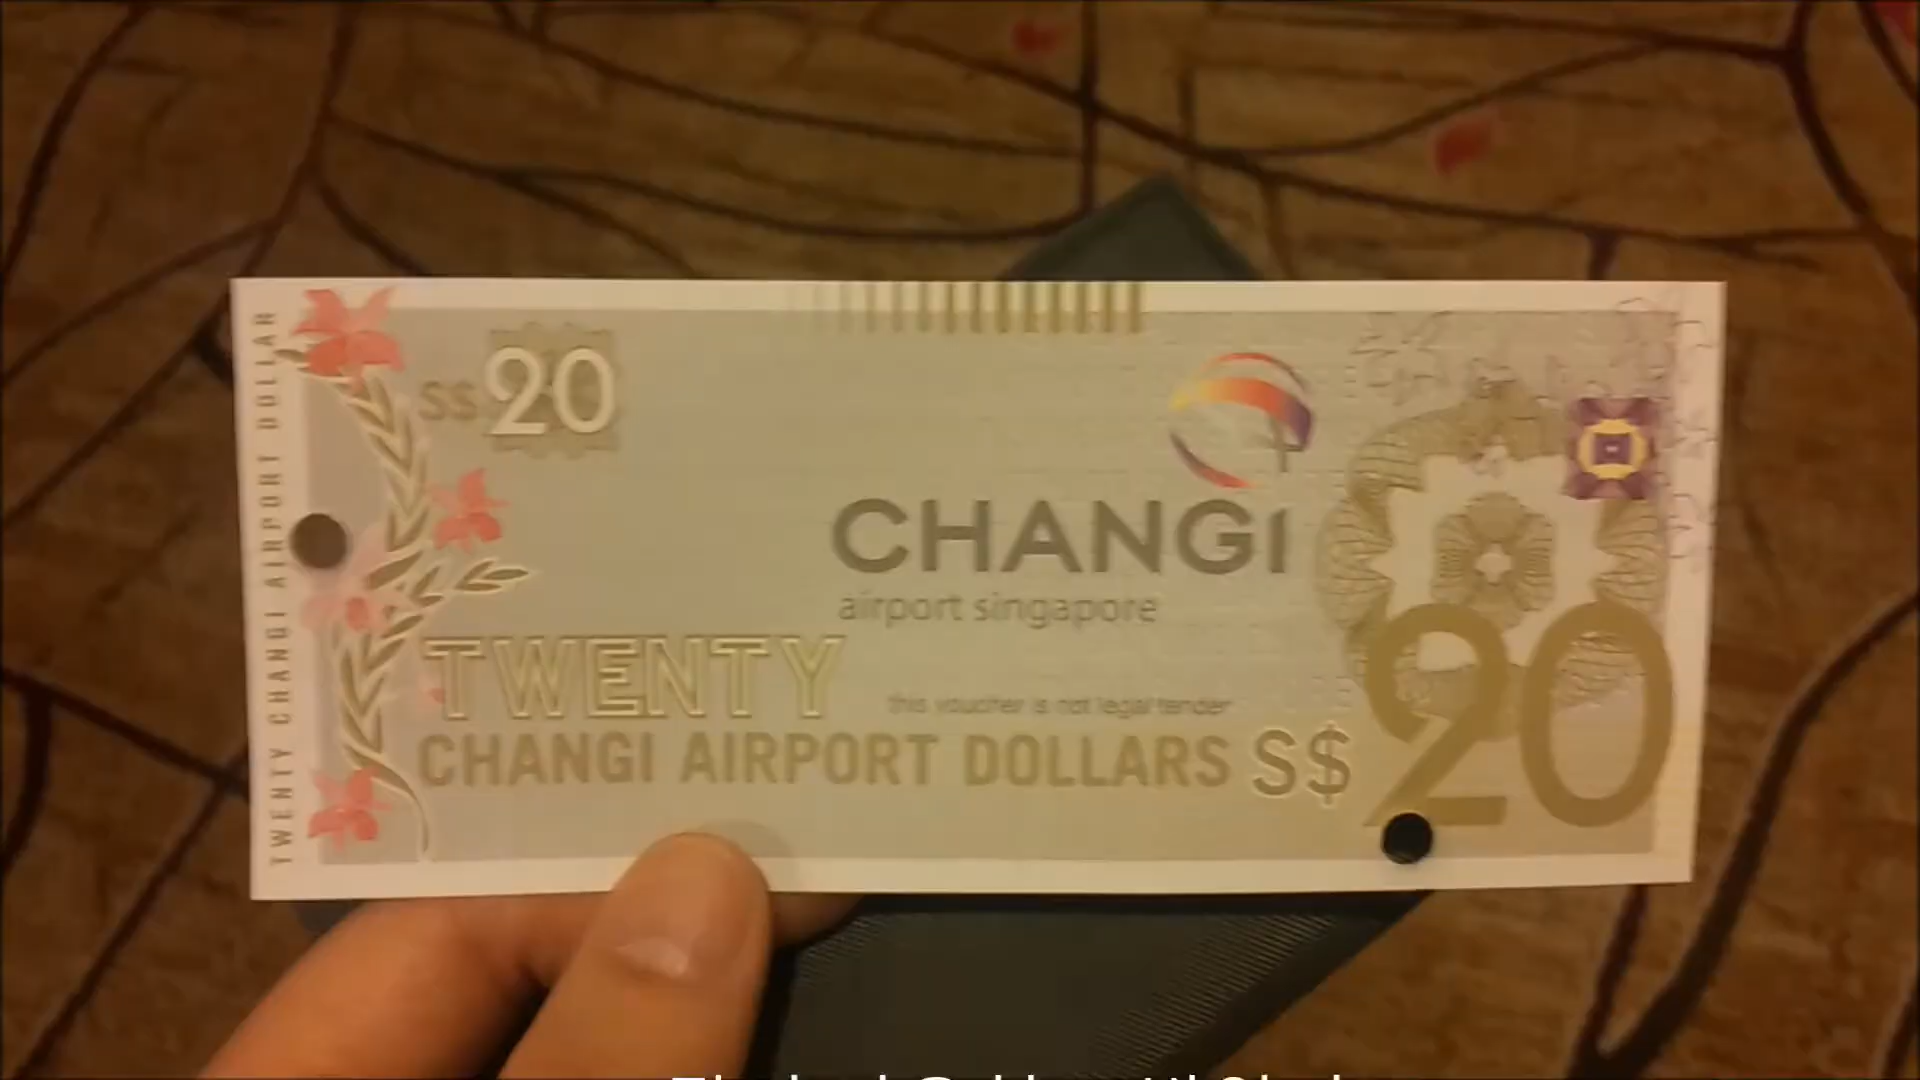 TWENTY CHANGI AIRPORT DOLLAR
S$20
CHANGI
airport singapore
TWENTY
this voucher is not legal tender
CHANGI AIRPORT DOLLARS S$20